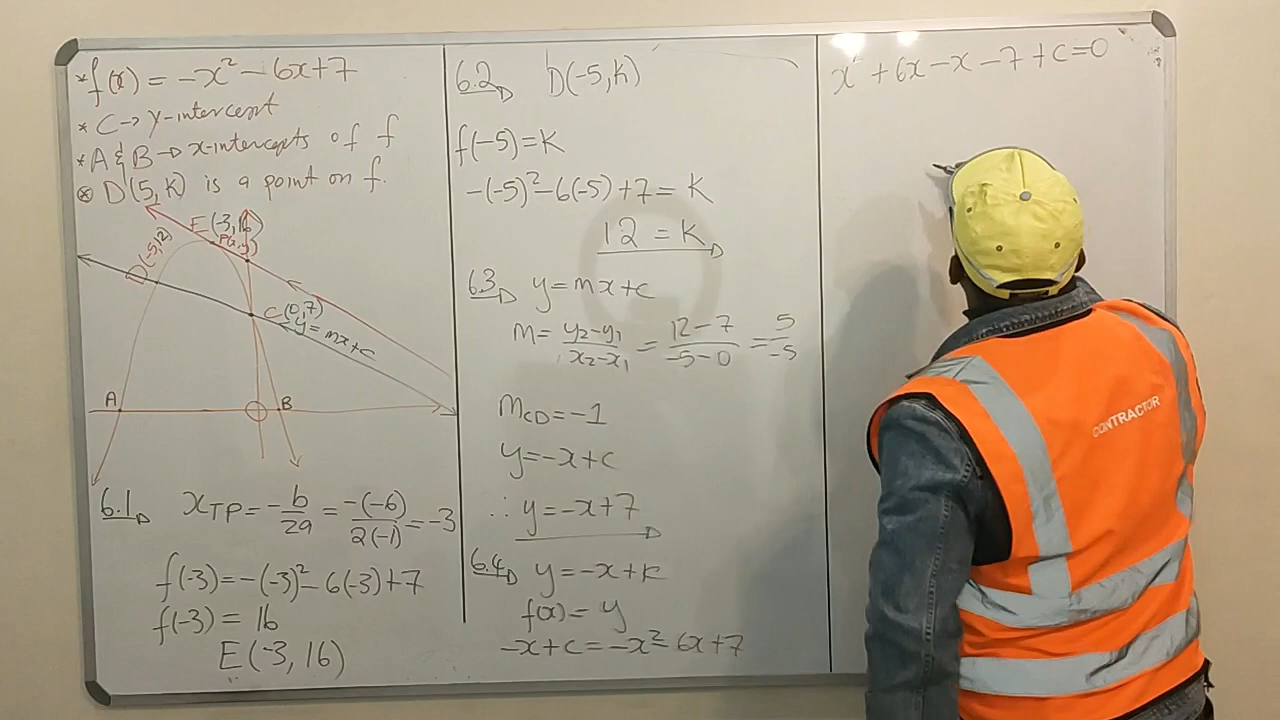 *f(x) = -x² - 6x + 7
* C → y-intercept
* A & B → x-intercepts of f
⊛ D(5, K) is a point on f.
E(-3, 16)
P(x, y)
D(-5, 12)
C(0, 7)
y = mx + c
A
B
6.1 x_TP = -b/2a = -(-6)/2(-1) = -3
f(-3) = -(-3)² - 6(-3) + 7
f(-3) = 16
E(-3, 16)
6.2 D(-5, K)
f(-5) = K
-(-5)² - 6(-5) + 7 = K
12 = K
6.3 y = mx + c
M = y₂-y₁/x₂-x₁ = 12-7/-5-0 = 5/-5
m_CD = -1
y = -x + c
∴ y = -x + 7
6.4 y = -x + k
f(x) = y
-x + c = -x² - 6x + 7
x² + 6x - x - 7 + c = 0
CONTRACTOR